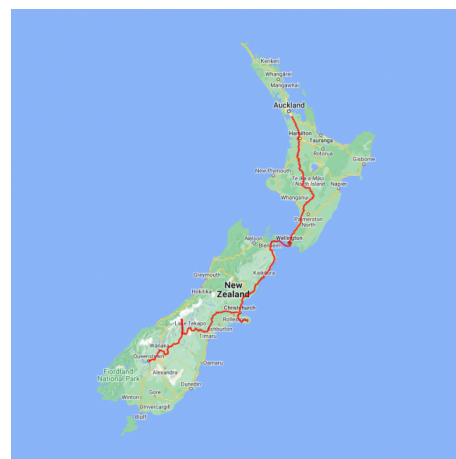 Kerikeri
Whangārei
Mangawhai
Auckland
Hamilton
Tauranga
Rotorua
Gisborne
New Plymouth
Te Ika-a-Māui
/ North Island
Napier
Whanganui
Palmerston
North
Wellington
Nelson
Blenheim
Greymouth
Kaikōura
Hokitika
New
Zealand
Christchurch
Rolleston
Lake Tekapo
Ashburton
Timaru
Wānaka
Queenstown
Oamaru
Fiordland
National Park
Alexandra
Dunedin
Gore
Winton
Invercargill
Bluff